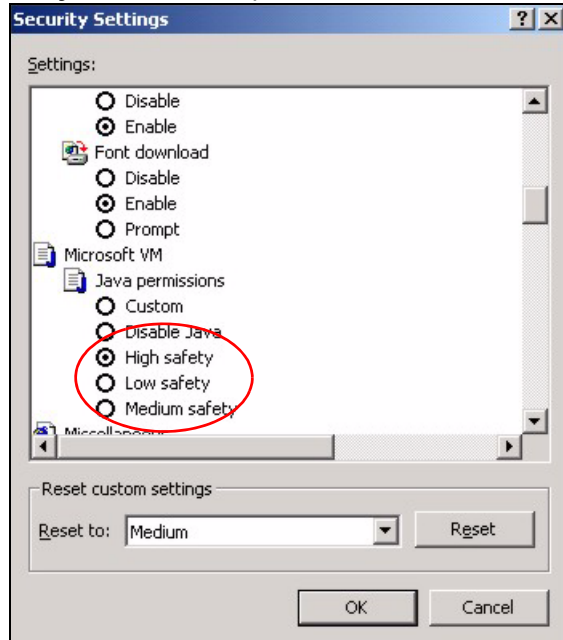 Security Settings
Settings:
Disable
Enable
Font download
Disable
Enable
Prompt
Microsoft VM
Java permissions
Custom
Disable Java
High safety
Low safety
Medium safety
Miscellaneous
Reset custom settings
Reset to: Medium Reset
OK Cancel